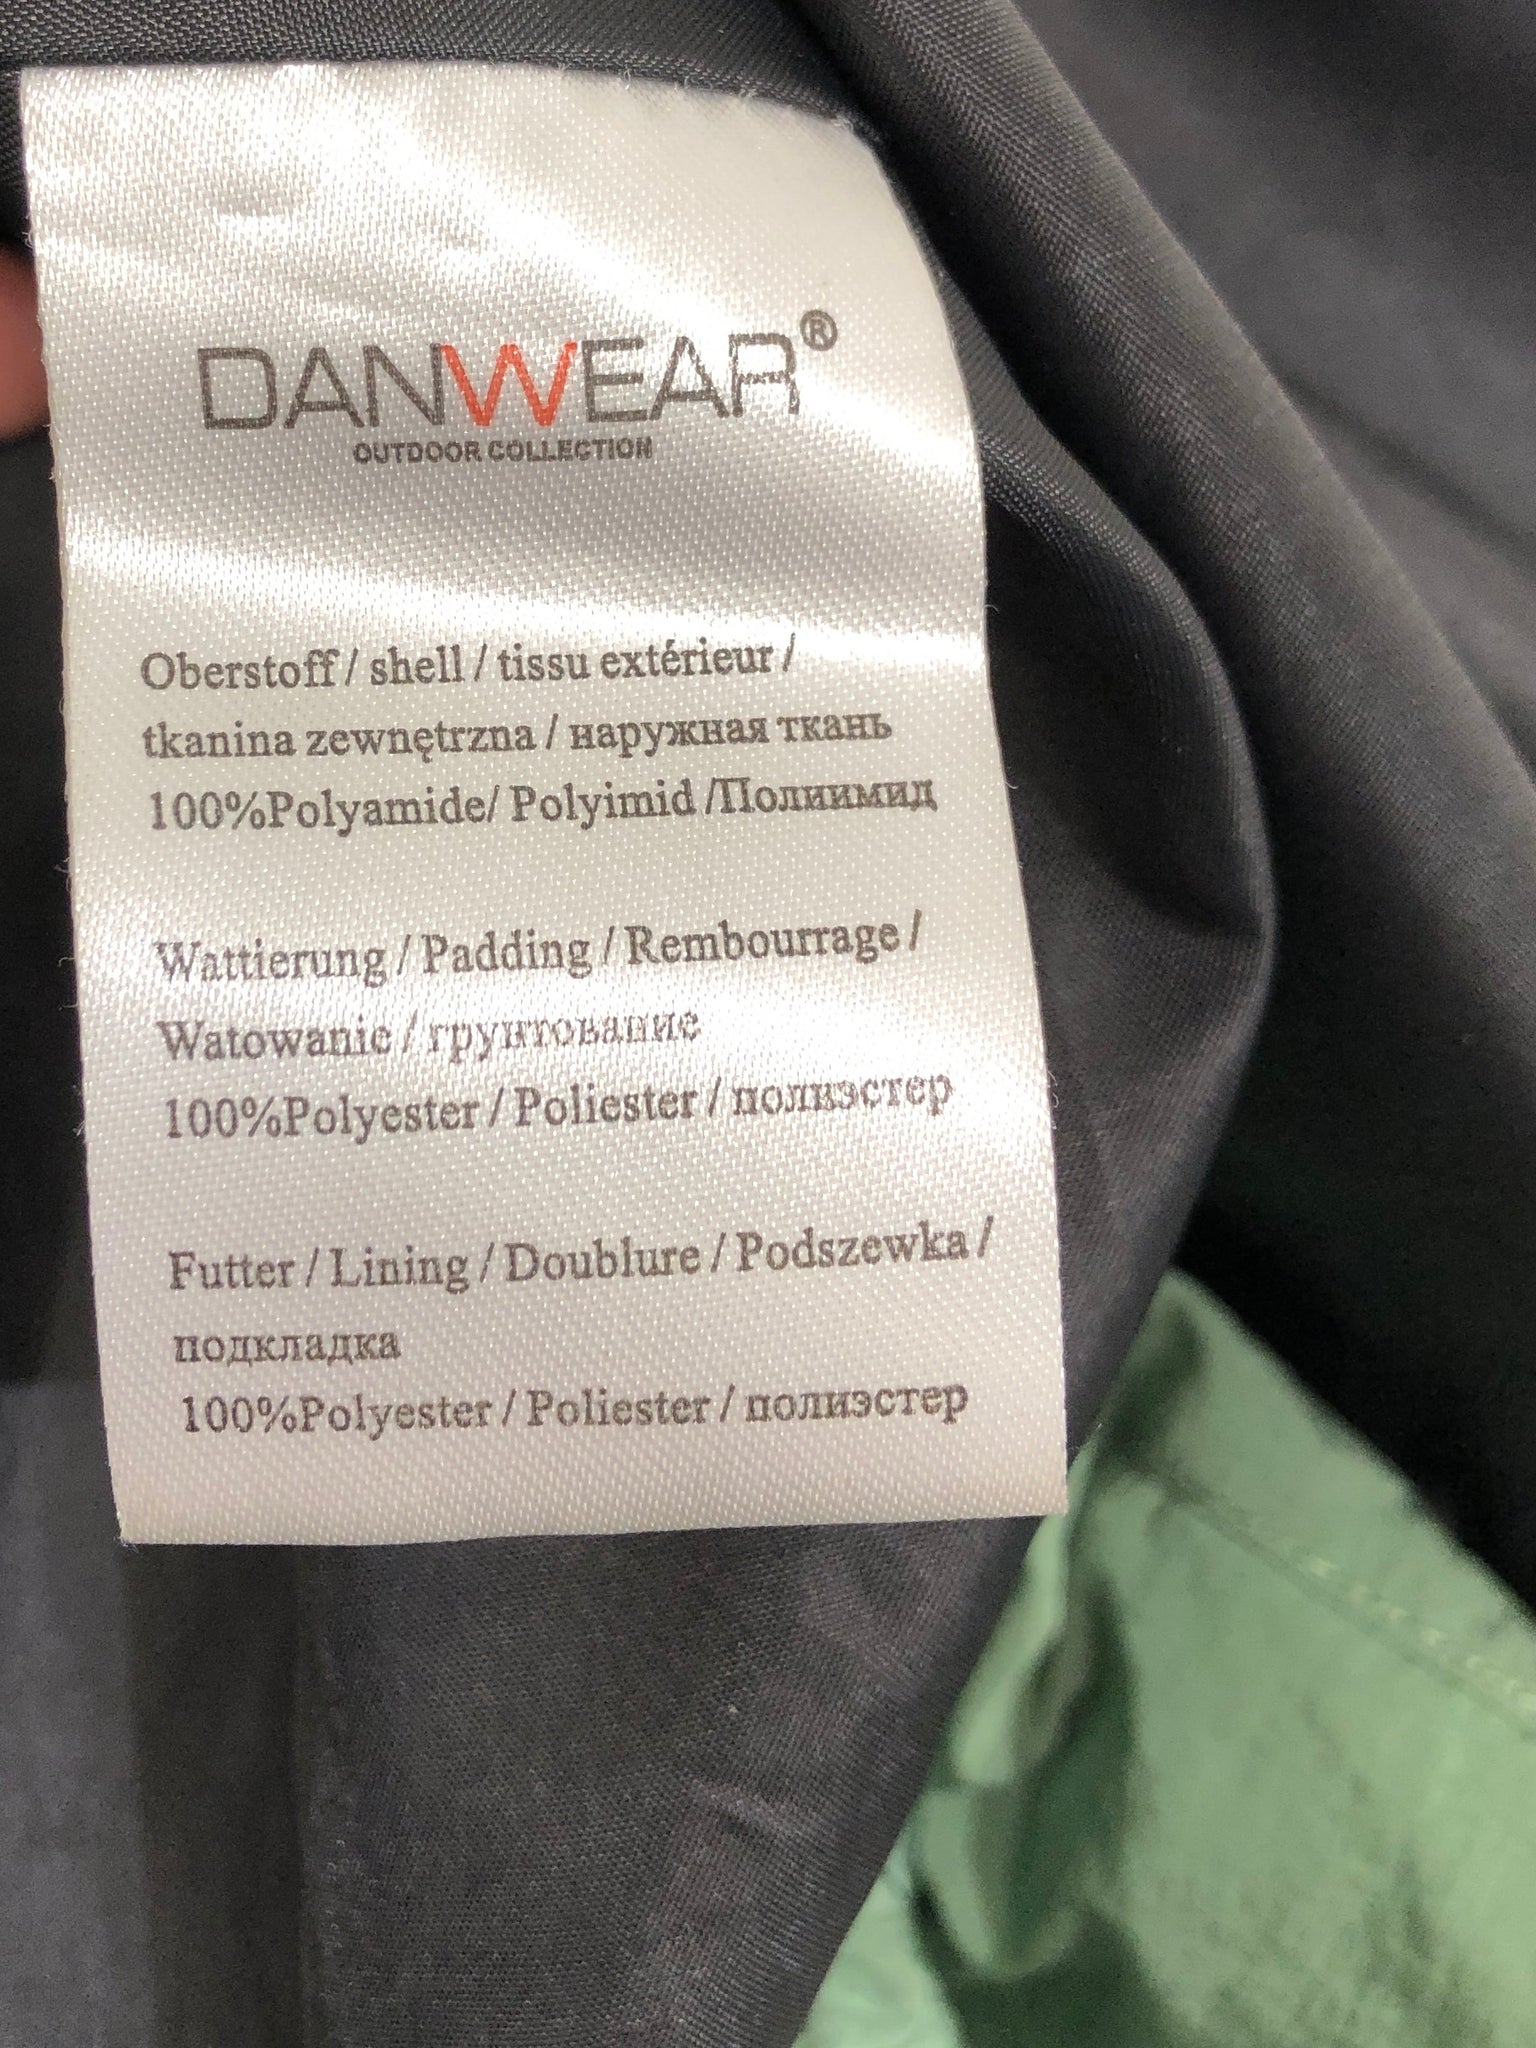 DANWEAR®
OUTDOOR COLLECTION
Oberstoff / shell / tissu extérieur /
tkanina zewnętrzna / наружная ткань
100%Polyamide/ Polyimid /Полиимид
Wattierung / Padding / Rembourrage /
Watowanie / грунтование
100%Polyester / Poliester / полиэстер
Futter / Lining / Doublure / Podszewka /
подкладка
100%Polyester / Poliester / полиэстер